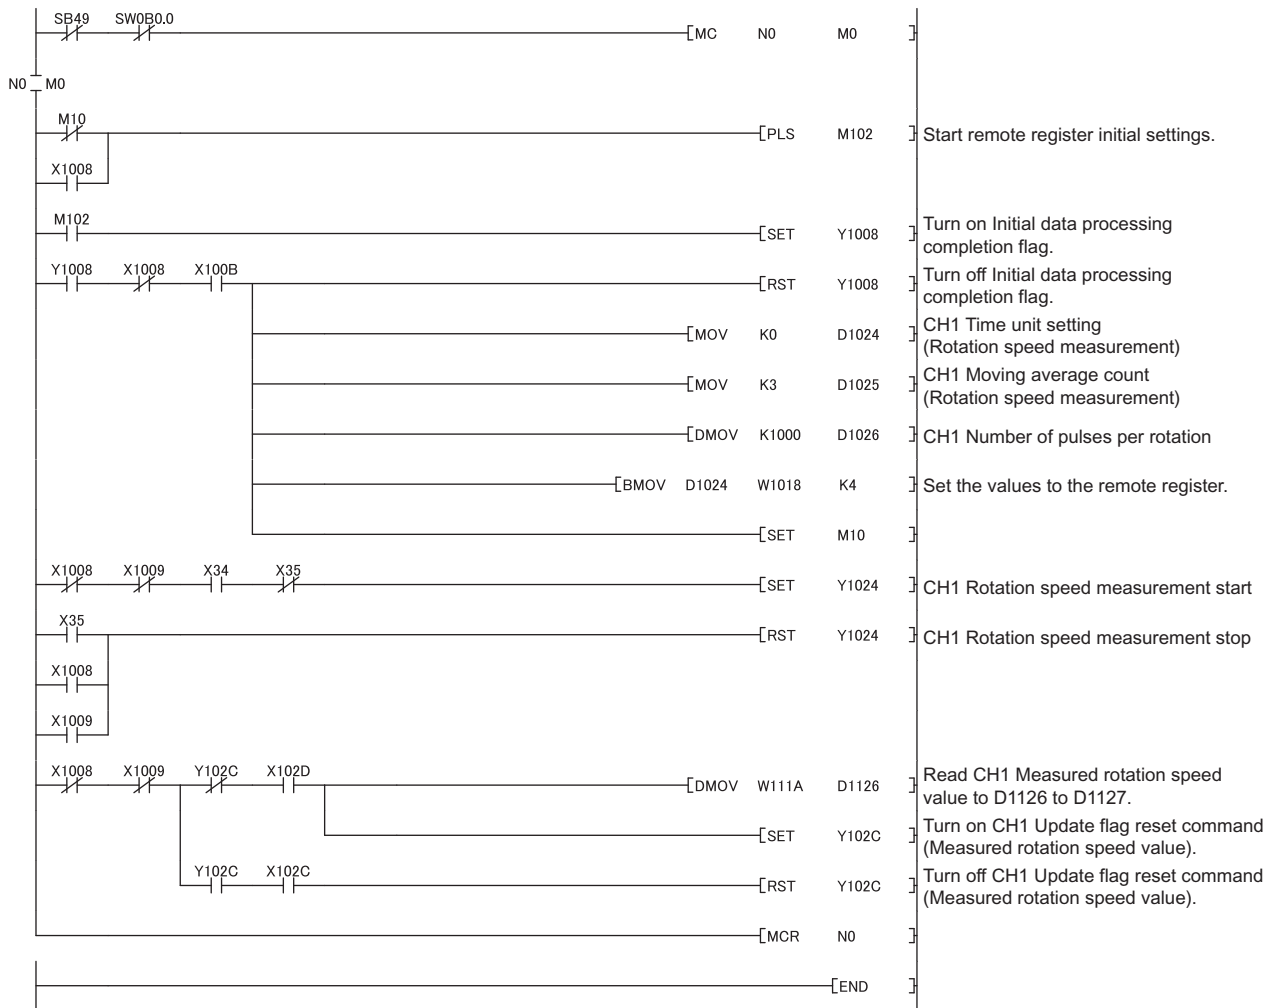 SB49 SW0B0.0
[MC N0 M0]
N0 M0
M10
[PLS M102] Start remote register initial settings.
X1008
M102
[SET Y1008] Turn on Initial data processing
completion flag.
Y1008 X1008 X100B
[RST Y1008] Turn off Initial data processing
completion flag.
[MOV K0 D1024] CH1 Time unit setting
(Rotation speed measurement)
[MOV K3 D1025] CH1 Moving average count
(Rotation speed measurement)
[DMOV K1000 D1026] CH1 Number of pulses per rotation
[BMOV D1024 W1018 K4] Set the values to the remote register.
[SET M10]
X1008 X1009 X34 X35
[SET Y1024] CH1 Rotation speed measurement start
X35
[RST Y1024] CH1 Rotation speed measurement stop
X1008
X1009
X1008 X1009 Y102C X102D
[DMOV W111A D1126] Read CH1 Measured rotation speed
value to D1126 to D1127.
[SET Y102C] Turn on CH1 Update flag reset command
(Measured rotation speed value).
Y102C X102C
[RST Y102C] Turn off CH1 Update flag reset command
(Measured rotation speed value).
[MCR N0]
[END]